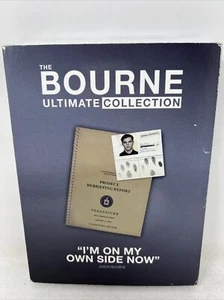 THE
BOURNE
ULTIMATE COLLECTION
PROJECT
DEBRIEFING REPORT
TREADSTONE
"I'M ON MY
OWN SIDE NOW"